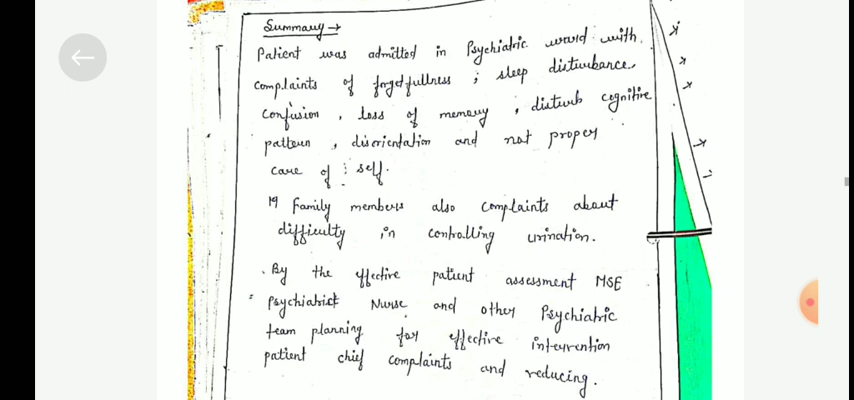 Summary →
Patient was admitted in Psychiatric ward with
complaints of forgetfullness ; sleep disturbance
confusion , loss of memory , disturb cognitive
pattern , disorientation and not proper
care of self.
Family members also complaints about
difficulty in controlling urination.
By the effective patient assessment MSE
Psychiatrist Nurse and other Psychiatric
team planning for effective intervention
patient chief complaints and reducing.